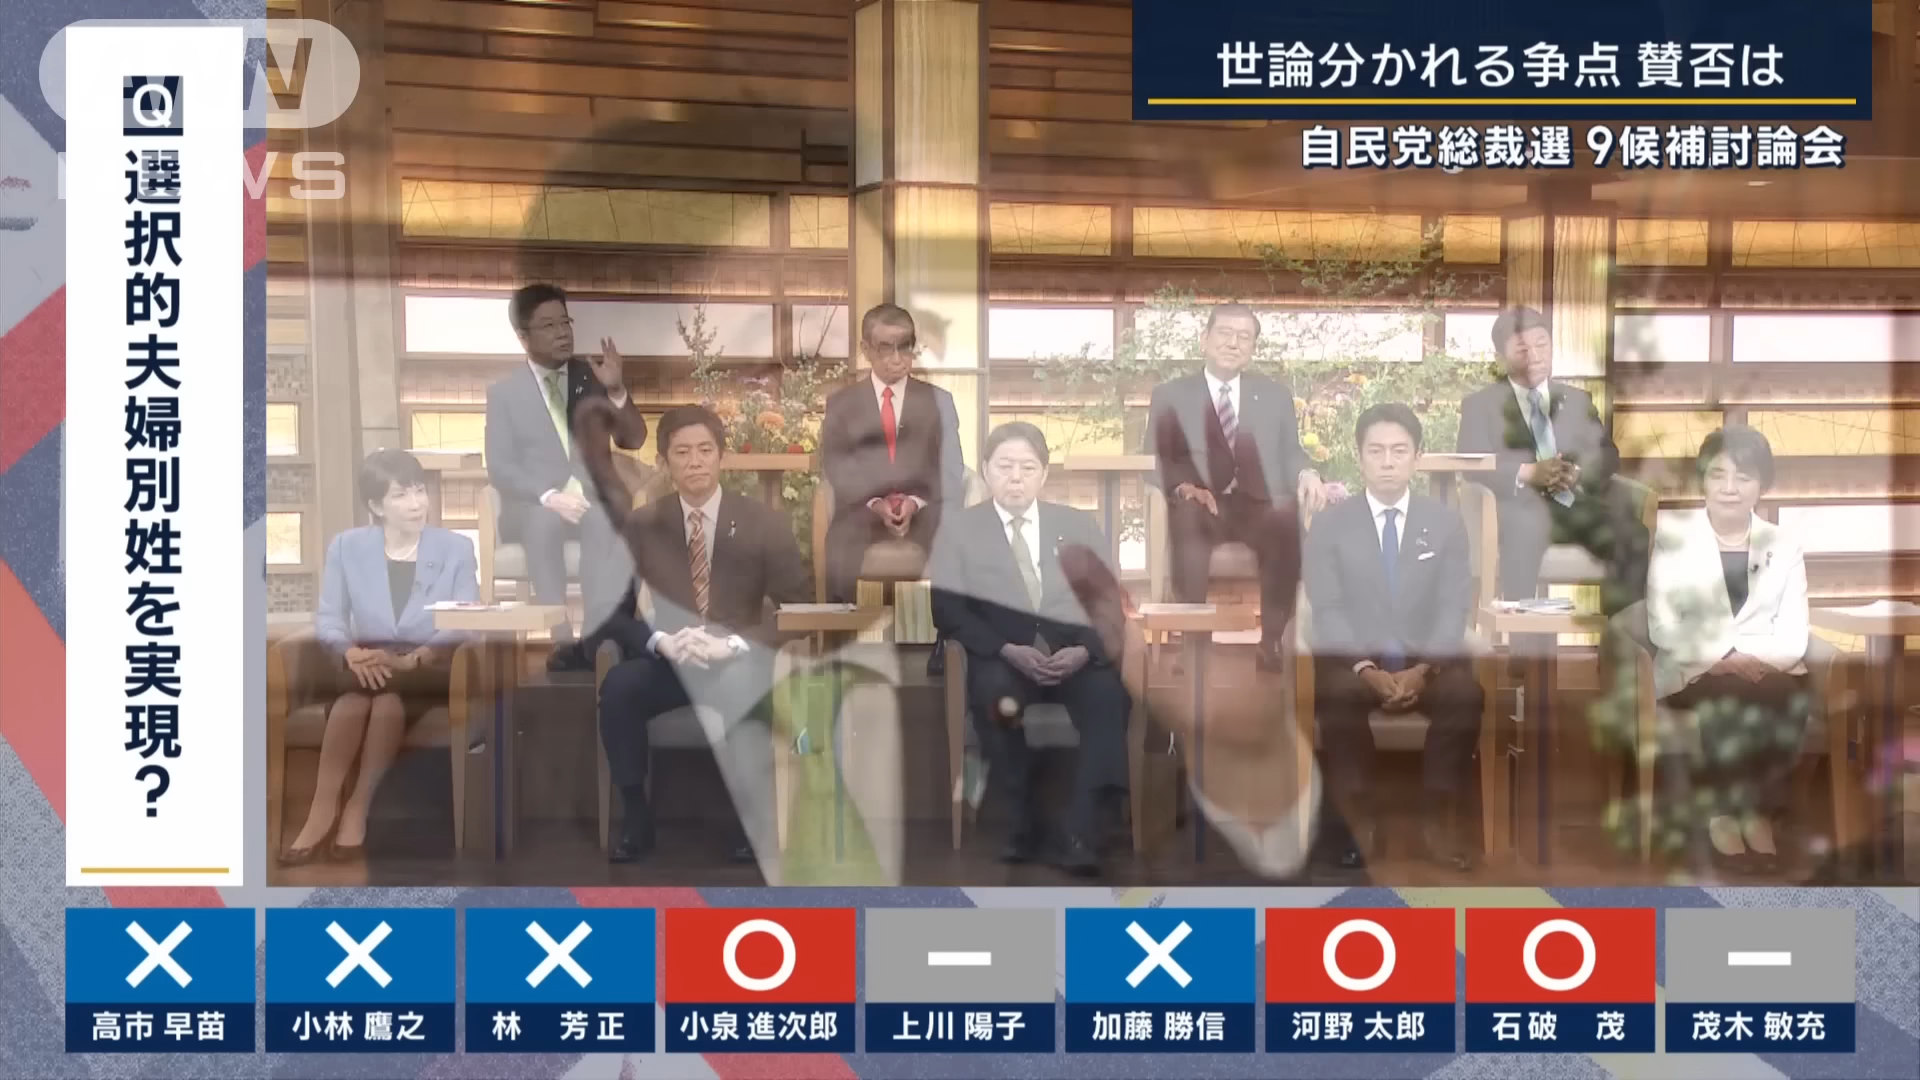 ANN
NEWS
世論分かれる争点 賛否は
自民党総裁選 9候補討論会
Q 選択的夫婦別姓を実現?
× × × ○ − × ○ ○ −
高市 早苗 小林 鷹之 林 芳正 小泉 進次郎 上川 陽子 加藤 勝信 河野 太郎 石破 茂 茂木 敏充